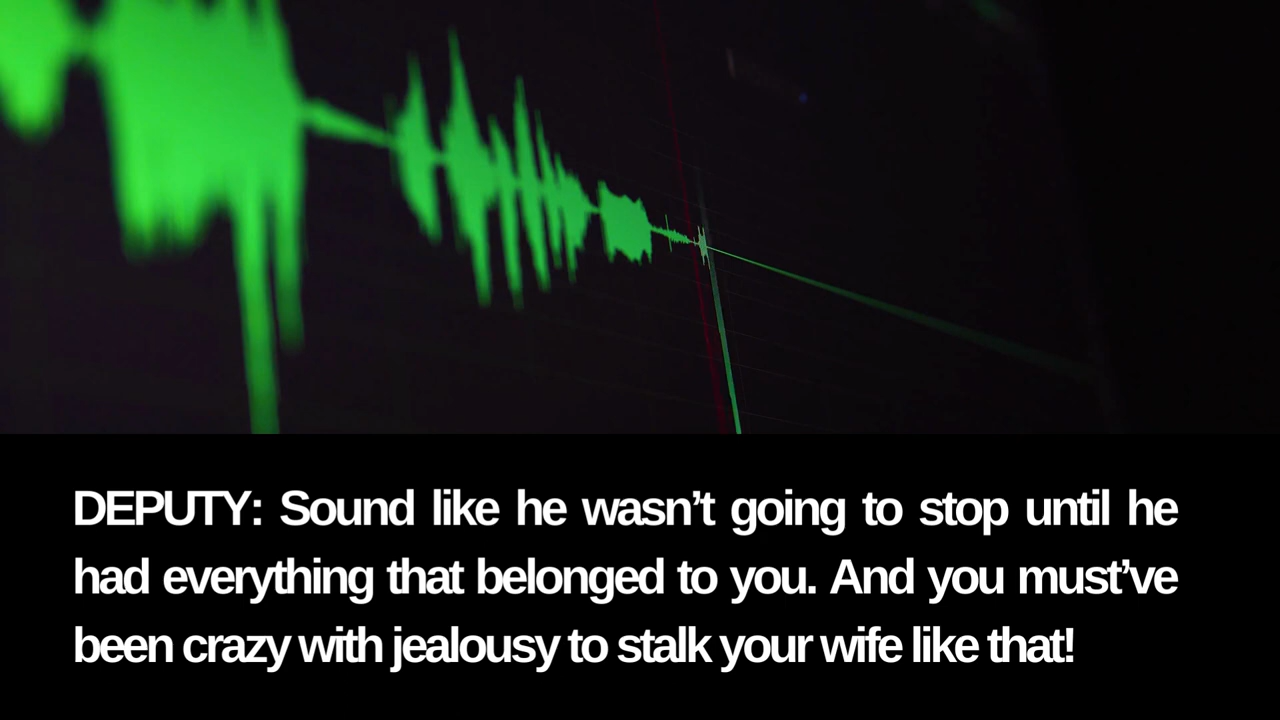 DEPUTY: Sound like he wasn’t going to stop until he
had everything that belonged to you. And you must’ve
been crazy with jealousy to stalk your wife like that!